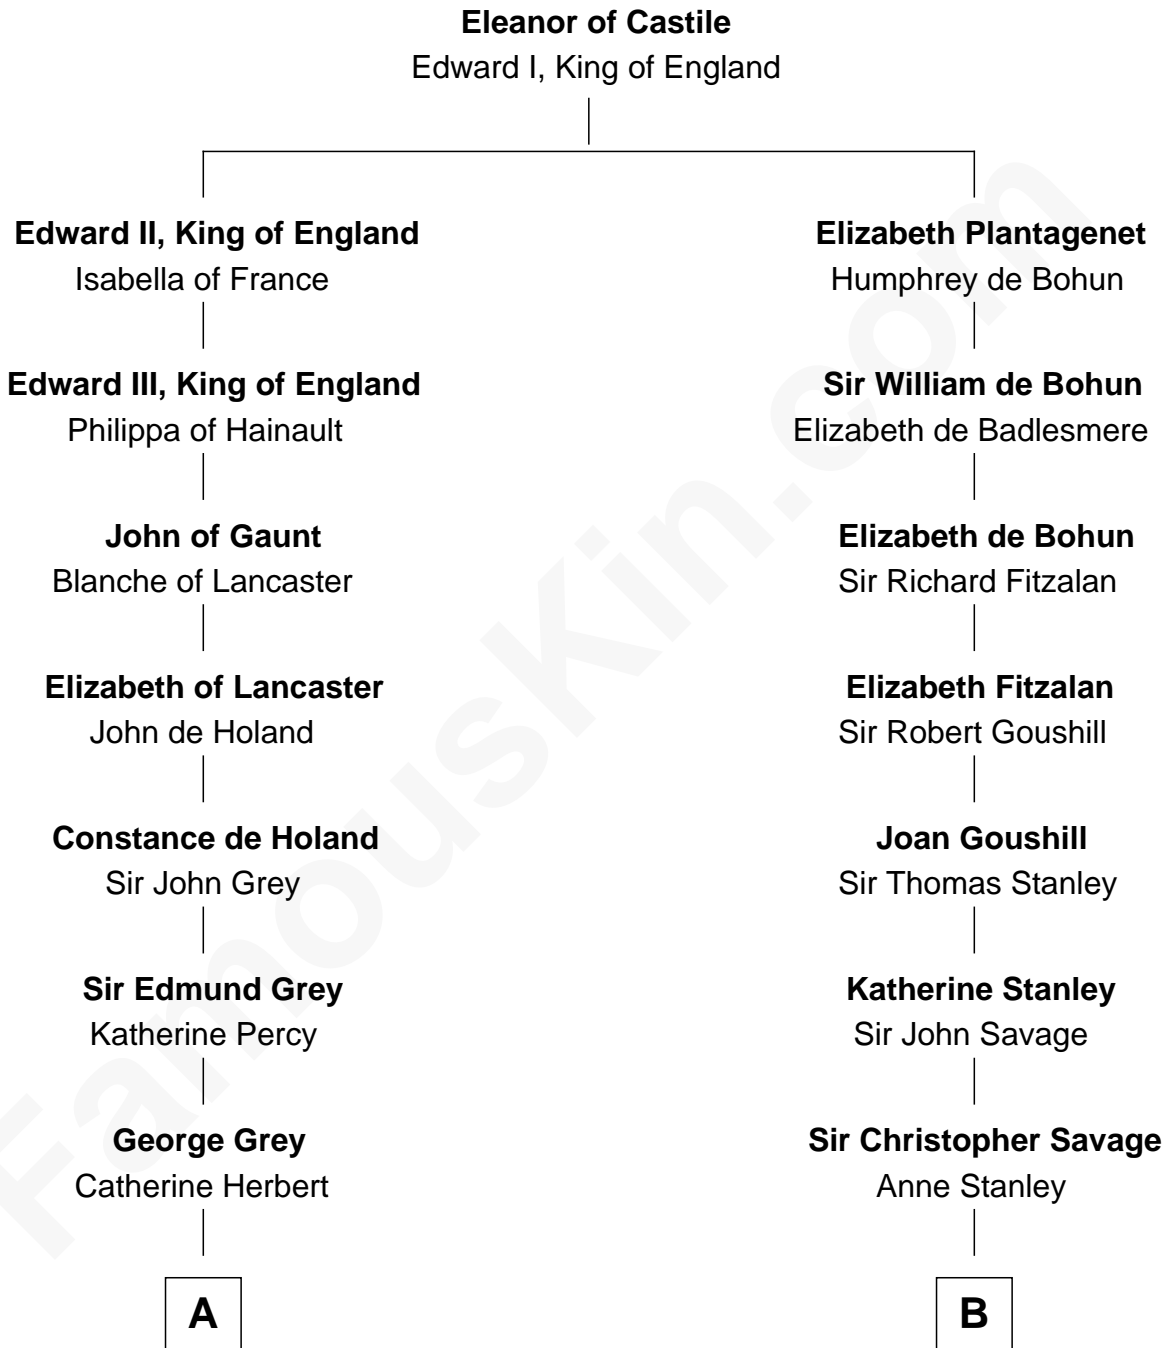 Eleanor of Castile
Edward I, King of England
Edward II, King of England
Isabella of France
Elizabeth Plantagenet
Humphrey de Bohun
Edward III, King of England
Philippa of Hainault
Sir William de Bohun
Elizabeth de Badlesmere
John of Gaunt
Blanche of Lancaster
Elizabeth de Bohun
Sir Richard Fitzalan
Elizabeth of Lancaster
John de Holand
Elizabeth Fitzalan
Sir Robert Goushill
Constance de Holand
Sir John Grey
Joan Goushill
Sir Thomas Stanley
Sir Edmund Grey
Katherine Percy
Katherine Stanley
Sir John Savage
George Grey
Catherine Herbert
Sir Christopher Savage
Anne Stanley
A
B
FamousKin.com